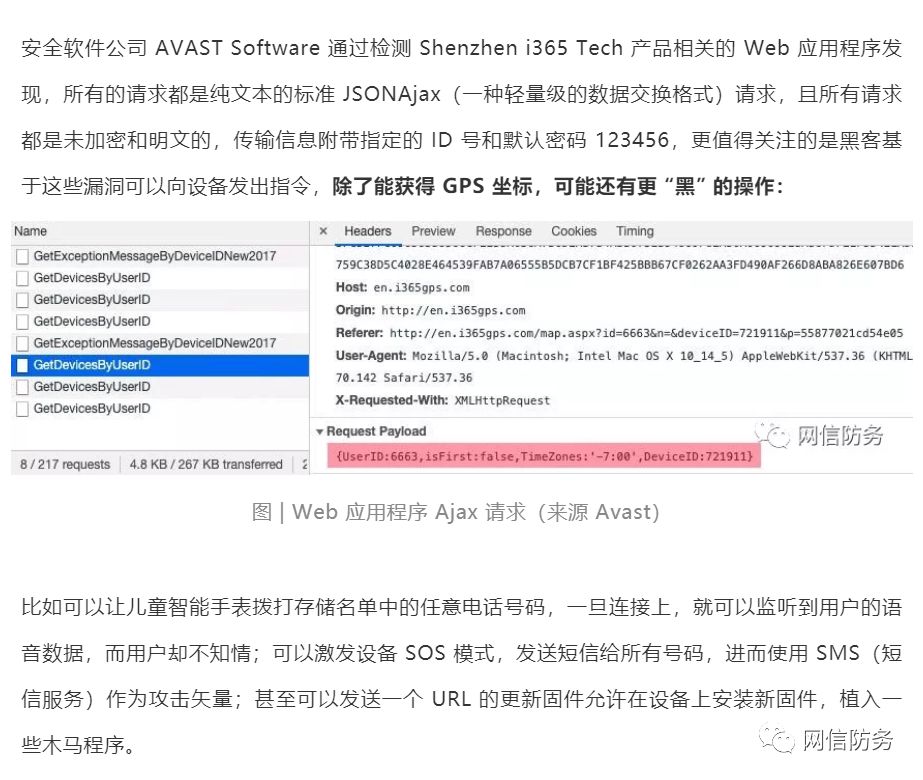 安全软件公司 AVAST Software 通过检测 Shenzhen i365 Tech 产品相关的 Web 应用程序发
现，所有的请求都是纯文本的标准 JSONAjax（一种轻量级的数据交换格式）请求，且所有请求
都是未加密和明文的，传输信息附带指定的 ID 号和默认密码 123456，更值得关注的是黑客基
于这些漏洞可以向设备发出指令，除了能获得 GPS 坐标，可能还有更 “黑” 的操作：
Name
GetExceptionMessageByDeviceIDNew2017
GetDevicesByUserID
GetDevicesByUserID
GetDevicesByUserID
GetExceptionMessageByDeviceIDNew2017
GetDevicesByUserID
GetDevicesByUserID
GetDevicesByUserID
8 / 217 requests 4.8 KB / 267 KB transferred 2
× Headers Preview Response Cookies Timing
759C38D5C4028E464539FAB7A06555B5DCB7CF1BF425BBB67CF0262AA3FD490AF266D8ABA826E607BD6
Host: en.i365gps.com
Origin: http://en.i365gps.com
Referer: http://en.i365gps.com/map.aspx?id=6663&n=&deviceID=721911&p=55877021cd54e05
User-Agent: Mozilla/5.0 (Macintosh; Intel Mac OS X 10_14_5) AppleWebKit/537.36 (KHTML
70.142 Safari/537.36
X-Requested-With: XMLHttpRequest
Request Payload
{UserID:6663,isFirst:false,TimeZones:'-7:00',DeviceID:721911}
网信防务
图 | Web 应用程序 Ajax 请求（来源 Avast）
比如可以让儿童智能手表拨打存储名单中的任意电话号码，一旦连接上，就可以监听到用户的语
音数据，而用户却不知情；可以激发设备 SOS 模式，发送短信给所有号码，进而使用 SMS（短
信服务）作为攻击矢量；甚至可以发送一个 URL 的更新固件允许在设备上安装新固件，植入一
些木马程序。
网信防务